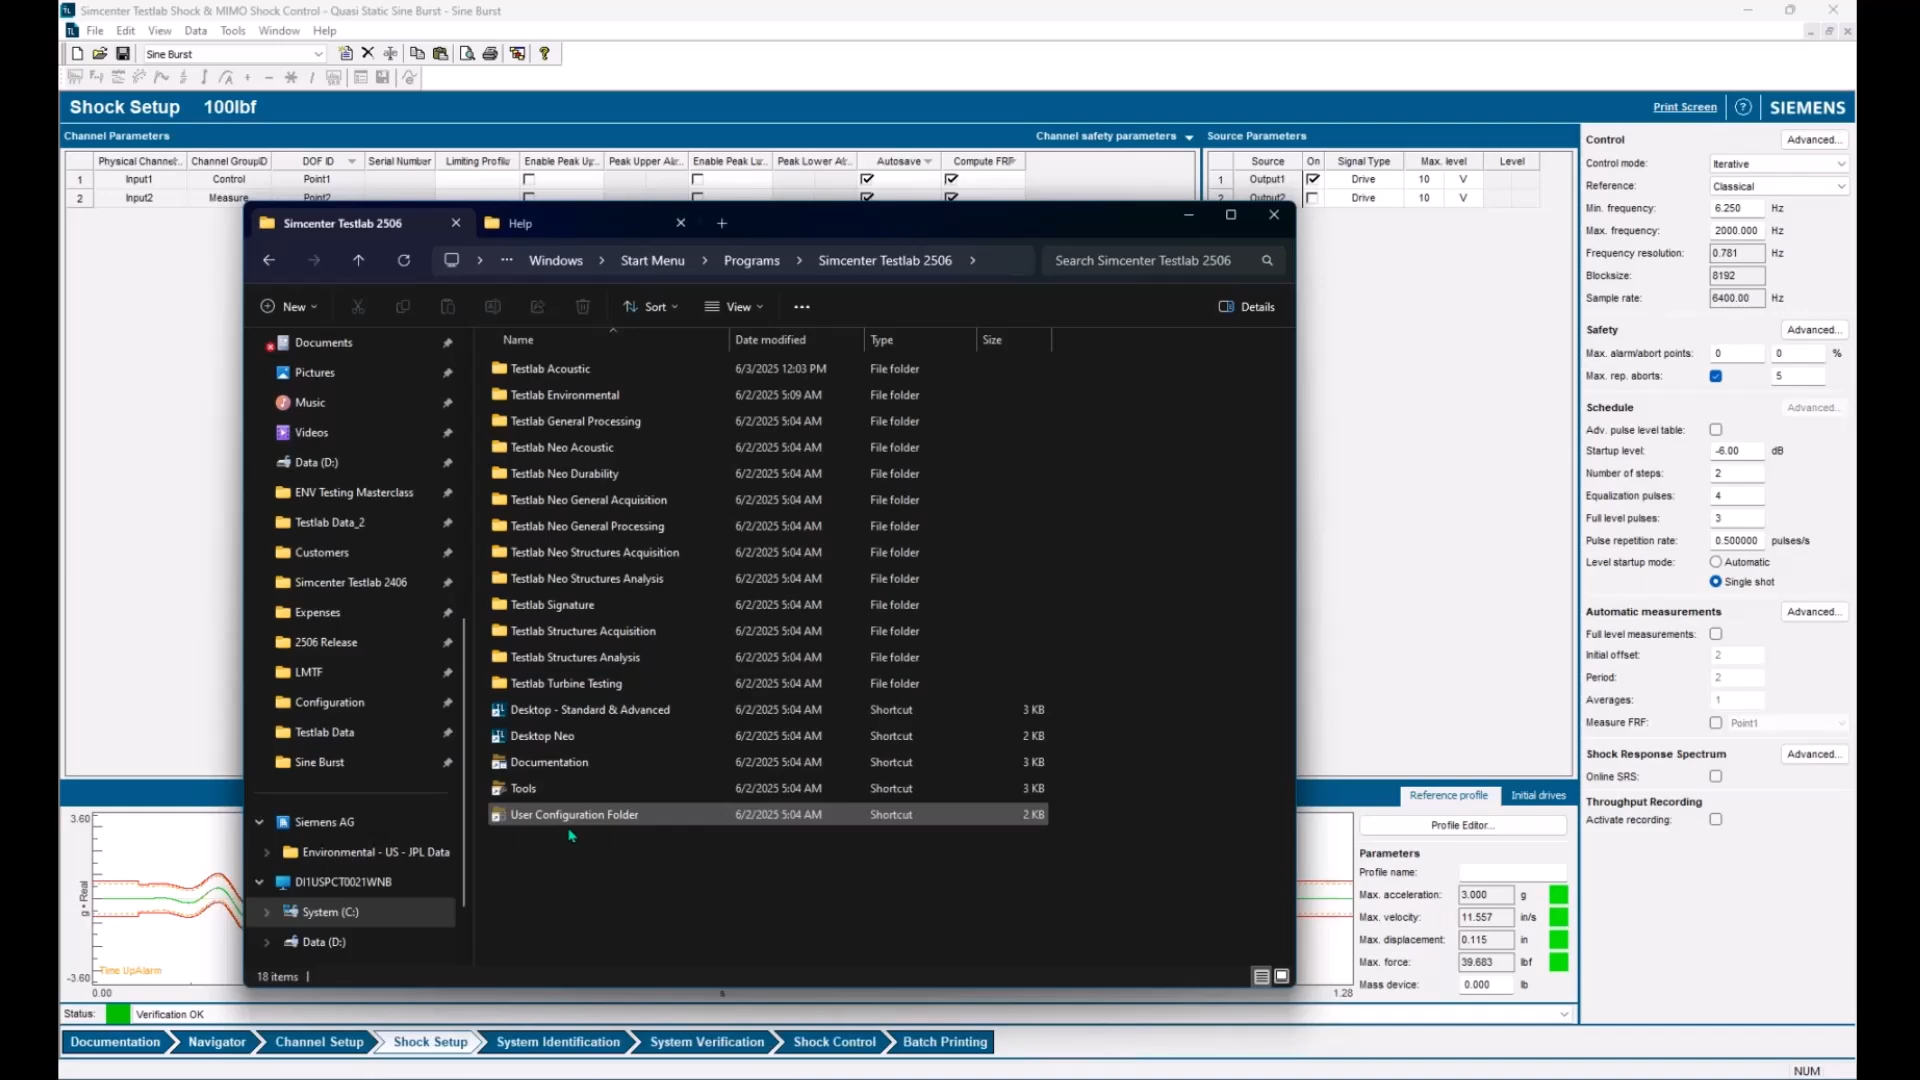 Simcenter Testlab Shock & MIMO Shock Control - Quasi Static Sine Burst - Sine Burst
File Edit View Data Tools Window Help
Sine Burst
Shock Setup 100lbf
Print Screen
SIEMENS
Channel Parameters
Channel safety parameters
Source Parameters
Physical Channel.. Channel GroupID DOF ID Serial Number Limiting Profile Enable Peak Up... Peak Upper Alr... Enable Peak Lo... Peak Lower Alr... Autosave Compute FRF
1 Input1 Control Point1
2 Input2 Measure Point2
Source On Signal Type Max. level Level
1 Output1 Drive 10 V
2 Output2 Drive 10 V
Simcenter Testlab 2506
Help
Windows Start Menu Programs Simcenter Testlab 2506
Search Simcenter Testlab 2506
New
Sort
View
Details
Documents
Pictures
Music
Videos
Data (D:)
ENV Testing Masterclass
Testlab Data_2
Customers
Simcenter Testlab 2406
Expenses
2506 Release
LMTF
Configuration
Testlab Data
Sine Burst
Siemens AG
Environmental - US - JPL Data
DI1USPCT0021WNB
System (C:)
Data (D:)
Name Date modified Type Size
Testlab Acoustic 6/3/2025 12:03 PM File folder
Testlab Environmental 6/2/2025 5:09 AM File folder
Testlab General Processing 6/2/2025 5:04 AM File folder
Testlab Neo Acoustic 6/2/2025 5:04 AM File folder
Testlab Neo Durability 6/2/2025 5:04 AM File folder
Testlab Neo General Acquisition 6/2/2025 5:04 AM File folder
Testlab Neo General Processing 6/2/2025 5:04 AM File folder
Testlab Neo Structures Acquisition 6/2/2025 5:04 AM File folder
Testlab Neo Structures Analysis 6/2/2025 5:04 AM File folder
Testlab Signature 6/2/2025 5:04 AM File folder
Testlab Structures Acquisition 6/2/2025 5:04 AM File folder
Testlab Structures Analysis 6/2/2025 5:04 AM File folder
Testlab Turbine Testing 6/2/2025 5:04 AM File folder
Desktop - Standard & Advanced 6/2/2025 5:04 AM Shortcut 3 KB
Desktop Neo 6/2/2025 5:04 AM Shortcut 2 KB
Documentation 6/2/2025 5:04 AM Shortcut 3 KB
Tools 6/2/2025 5:04 AM Shortcut 3 KB
User Configuration Folder 6/2/2025 5:04 AM Shortcut 2 KB
18 items
Control Advanced...
Control mode: Iterative
Reference: Classical
Min. frequency: 6.250 Hz
Max. frequency: 2000.000 Hz
Frequency resolution: 0.781 Hz
Blocksize: 8192
Sample rate: 6400.00 Hz
Safety Advanced...
Max. alarm/abort points: 0 0 %
Max. rep. aborts: 5
Schedule Advanced...
Adv. pulse level table:
Startup level: -6.00 dB
Number of steps: 2
Equalization pulses: 4
Full level pulses: 3
Pulse repetition rate: 0.500000 pulses/s
Level startup mode: Automatic
Single shot
Automatic measurements Advanced...
Full level measurements:
Initial offset: 2
Period: 2
Averages: 1
Measure FRF: Point1
Shock Response Spectrum Advanced...
Online SRS:
Throughput Recording
Activate recording:
Reference profile Initial drives
Profile Editor...
Parameters
Profile name:
Max. acceleration: 3.000 g
Max. velocity: 11.557 in/s
Max. displacement: 0.115 in
Max. force: 39.683 lbf
Mass device: 0.000 lb
3.60
g • Real
Time UpAlarm
-3.60
0.00 s 1.28
Status: Verification OK
Documentation Navigator Channel Setup Shock Setup System Identification System Verification Shock Control Batch Printing
NUM